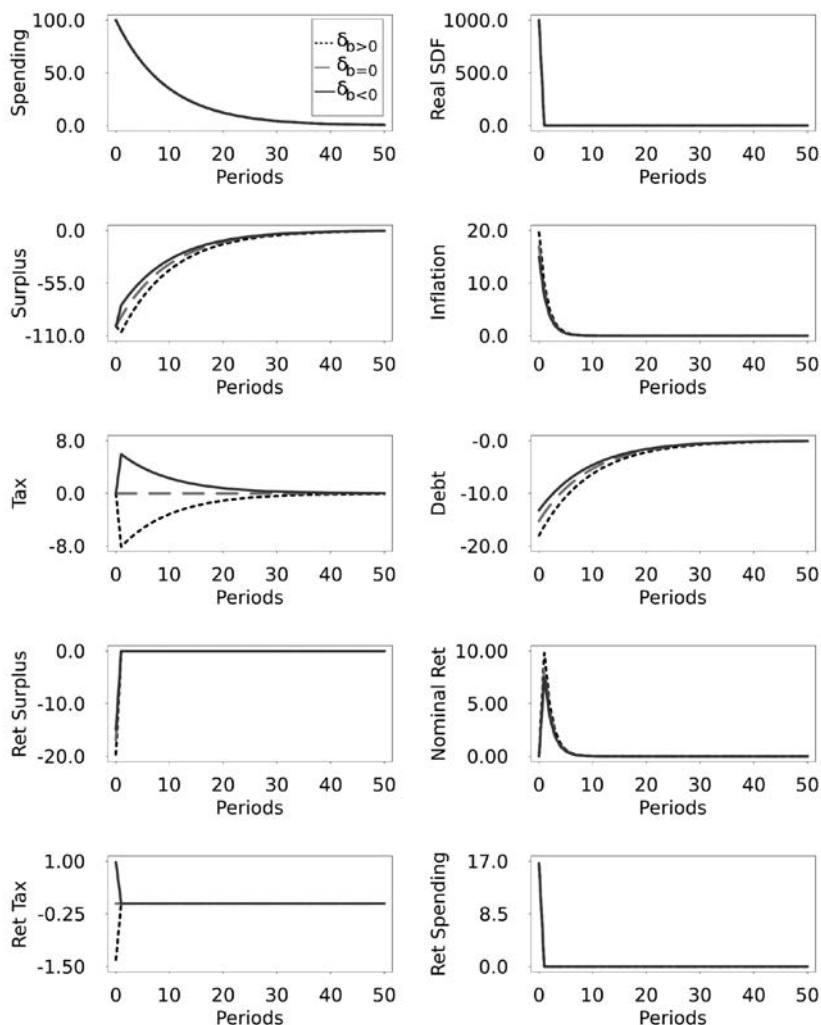 Spending
100.0
50.0
0.0
0 10 20 30 40 50
Periods
δb>0
δb=0
δb<0
Real SDF
1000.0
500.0
0.0
0 10 20 30 40 50
Periods
Surplus
0.0
-55.0
-110.0
0 10 20 30 40 50
Periods
Inflation
20.0
10.0
0.0
0 10 20 30 40 50
Periods
Tax
8.0
0.0
-8.0
0 10 20 30 40 50
Periods
Debt
-0.0
-10.0
-20.0
0 10 20 30 40 50
Periods
Ret Surplus
0.0
-10.0
-20.0
0 10 20 30 40 50
Periods
Nominal Ret
10.00
5.00
0.00
0 10 20 30 40 50
Periods
Ret Tax
1.00
-0.25
-1.50
0 10 20 30 40 50
Periods
Ret Spending
17.0
8.5
0.0
0 10 20 30 40 50
Periods